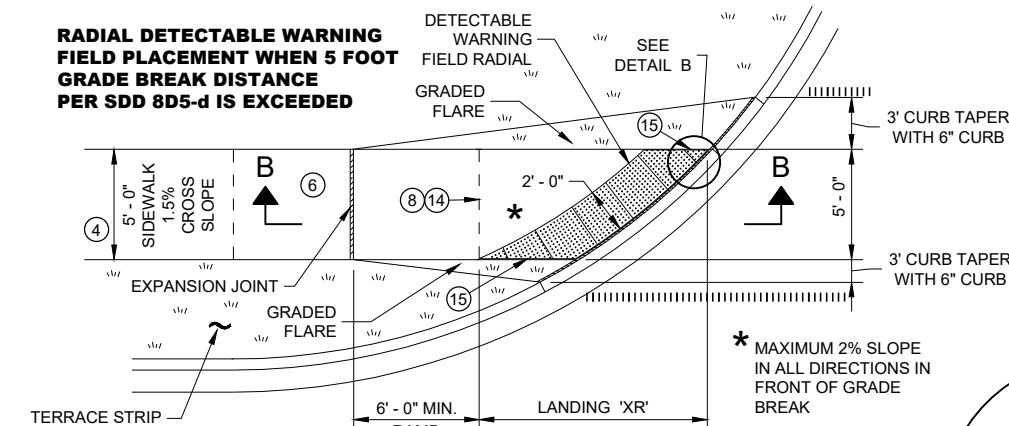 RADIAL DETECTABLE WARNING
FIELD PLACEMENT WHEN 5 FOOT
GRADE BREAK DISTANCE
PER SDD 8D5-d IS EXCEEDED
DETECTABLE
WARNING
FIELD RADIAL
SEE
DETAIL B
GRADED
FLARE
15
3' CURB TAPER
WITH 6" CURB
4
5' - 0"
SIDEWALK
1.5%
CROSS
SLOPE
B
6
8 14
2' - 0"
*
B
5' - 0"
EXPANSION JOINT
GRADED
FLARE
15
3' CURB TAPER
WITH 6" CURB
* MAXIMUM 2% SLOPE
IN ALL DIRECTIONS IN
FRONT OF GRADE
BREAK
TERRACE STRIP
6' - 0" MIN.
RAMP
LANDING 'XR'